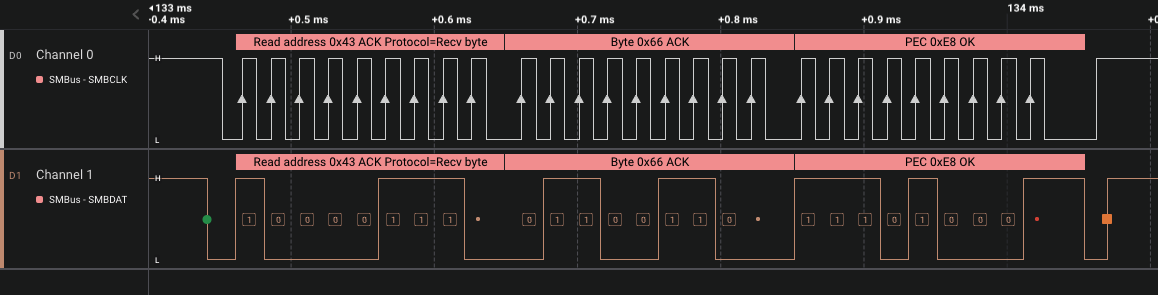 133 ms
-0.4 ms +0.5 ms +0.6 ms +0.7 ms +0.8 ms +0.9 ms 134 ms +0
D0 Channel 0
SMBus - SMBCLK
Read address 0x43 ACK Protocol=Recv byte Byte 0x66 ACK PEC 0xE8 OK
H
L
D1 Channel 1
SMBus - SMBDAT
Read address 0x43 ACK Protocol=Recv byte Byte 0x66 ACK PEC 0xE8 OK
H
1 0 0 0 0 1 1 1 0 1 1 0 0 1 1 0 1 1 1 0 1 0 0 0
L